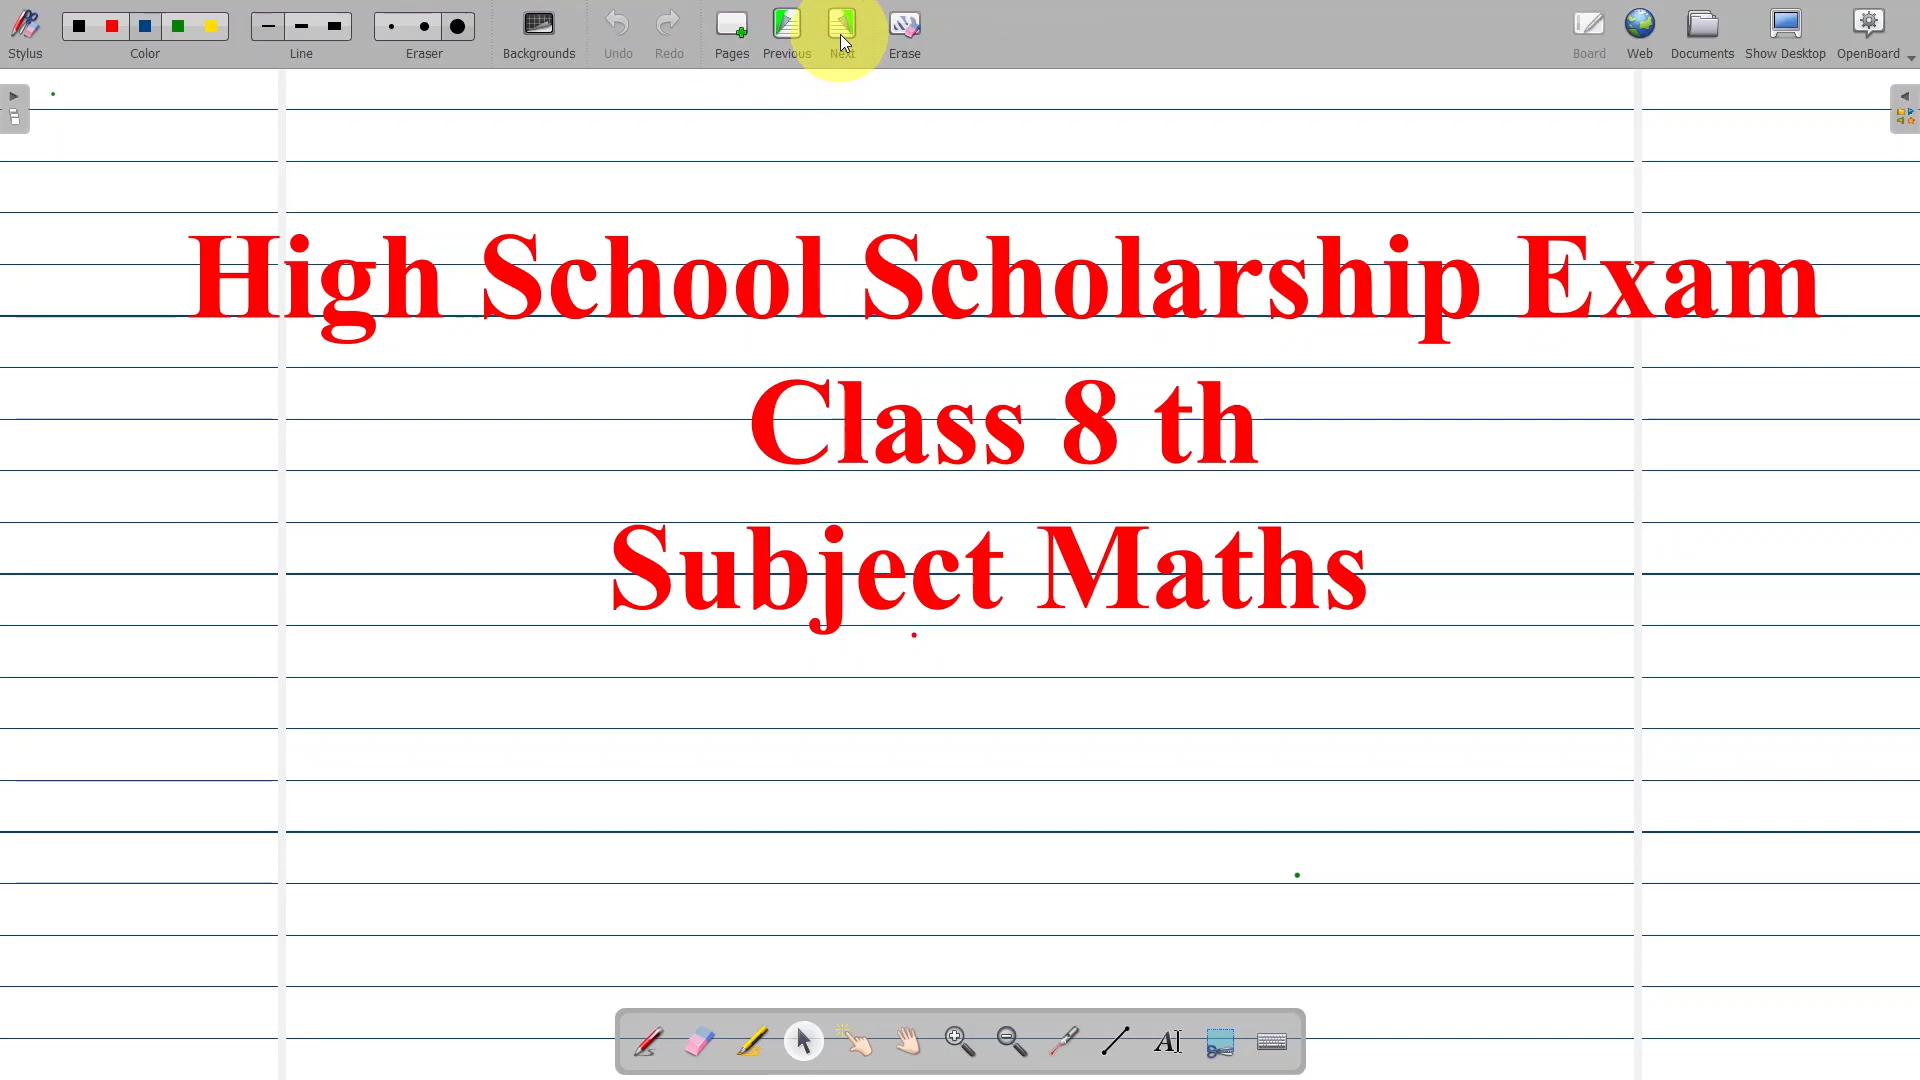 Stylus Color Line Eraser Backgrounds Undo Redo Pages Previous Next Erase Board Web Documents Show Desktop OpenBoard
High School Scholarship Exam
Class 8 th
Subject Maths